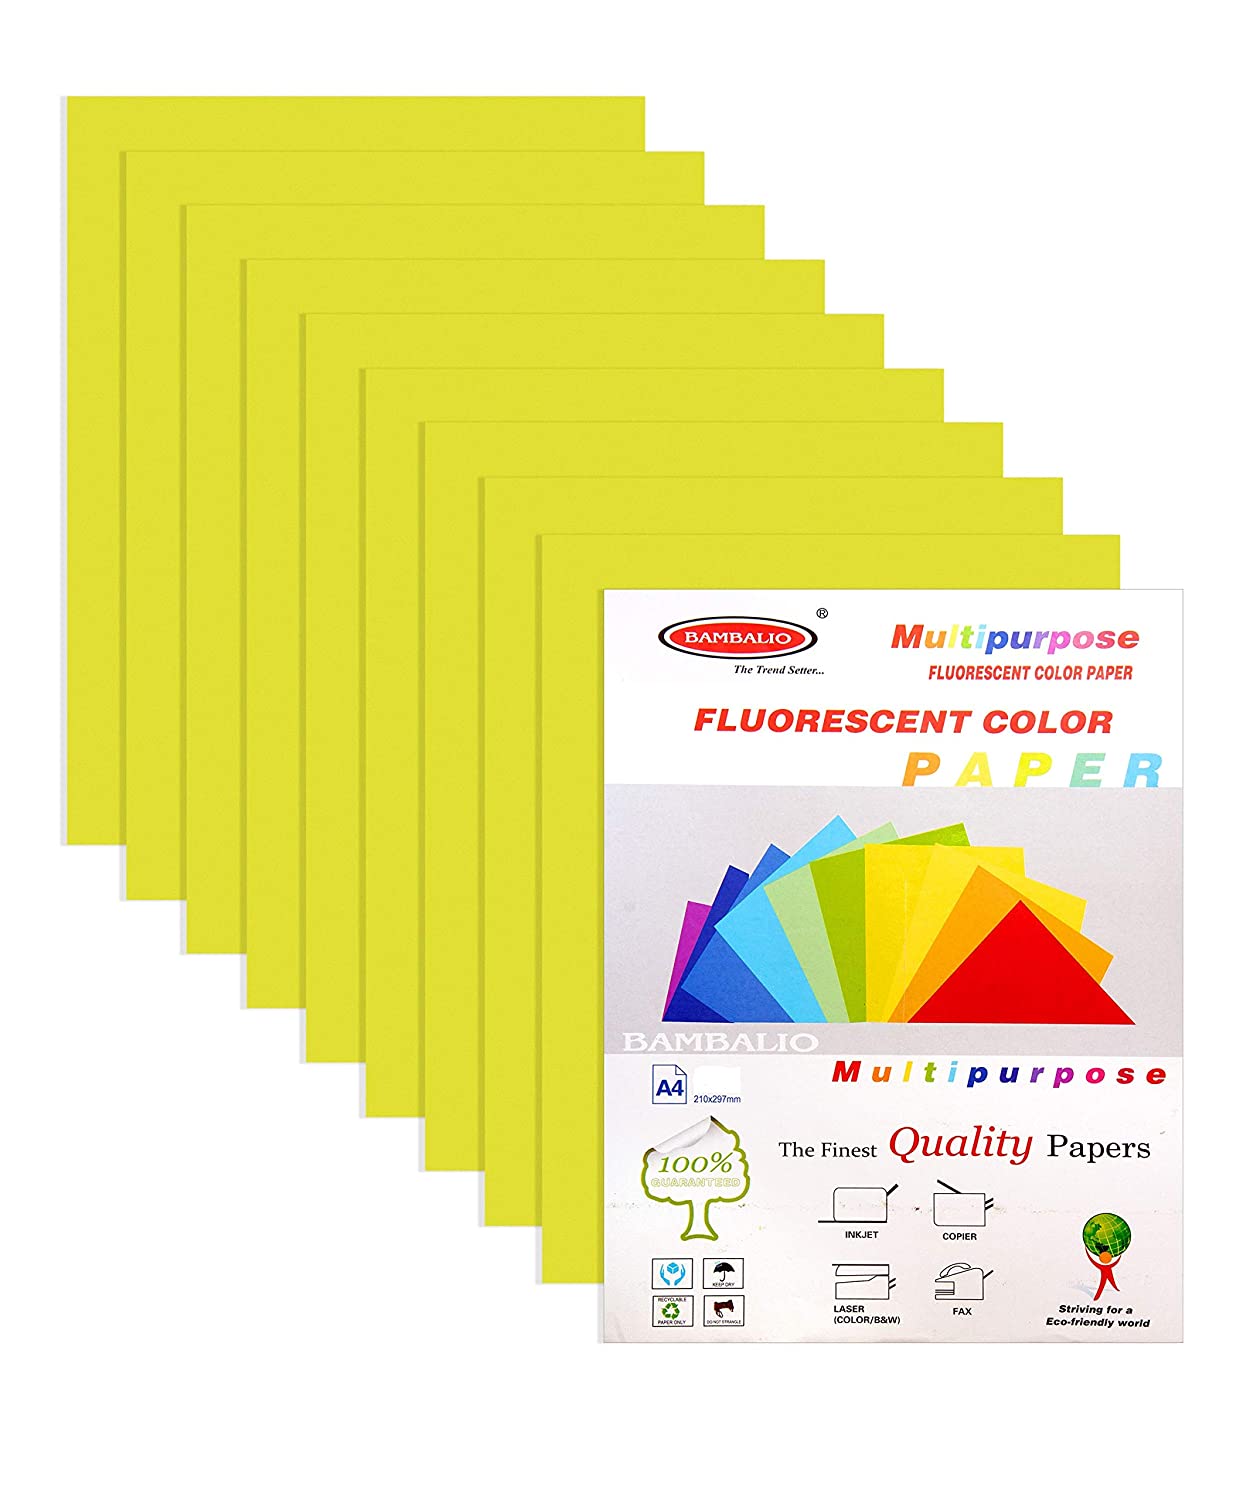 BAMBALIO ®
The Trend Setter...
Multipurpose
FLUORESCENT COLOR PAPER
FLUORESCENT COLOR
PAPER
BAMBALIO
Multipurpose
A4
210x297mm
100%
GUARANTEED
The Finest Quality Papers
INKJET
COPIER
LASER
(COLOR/B&W)
FAX
KEEP DRY
RECYCLABLE
PAPER ONLY
DO NOT STRANGLE
Striving for a
Eco-friendly world